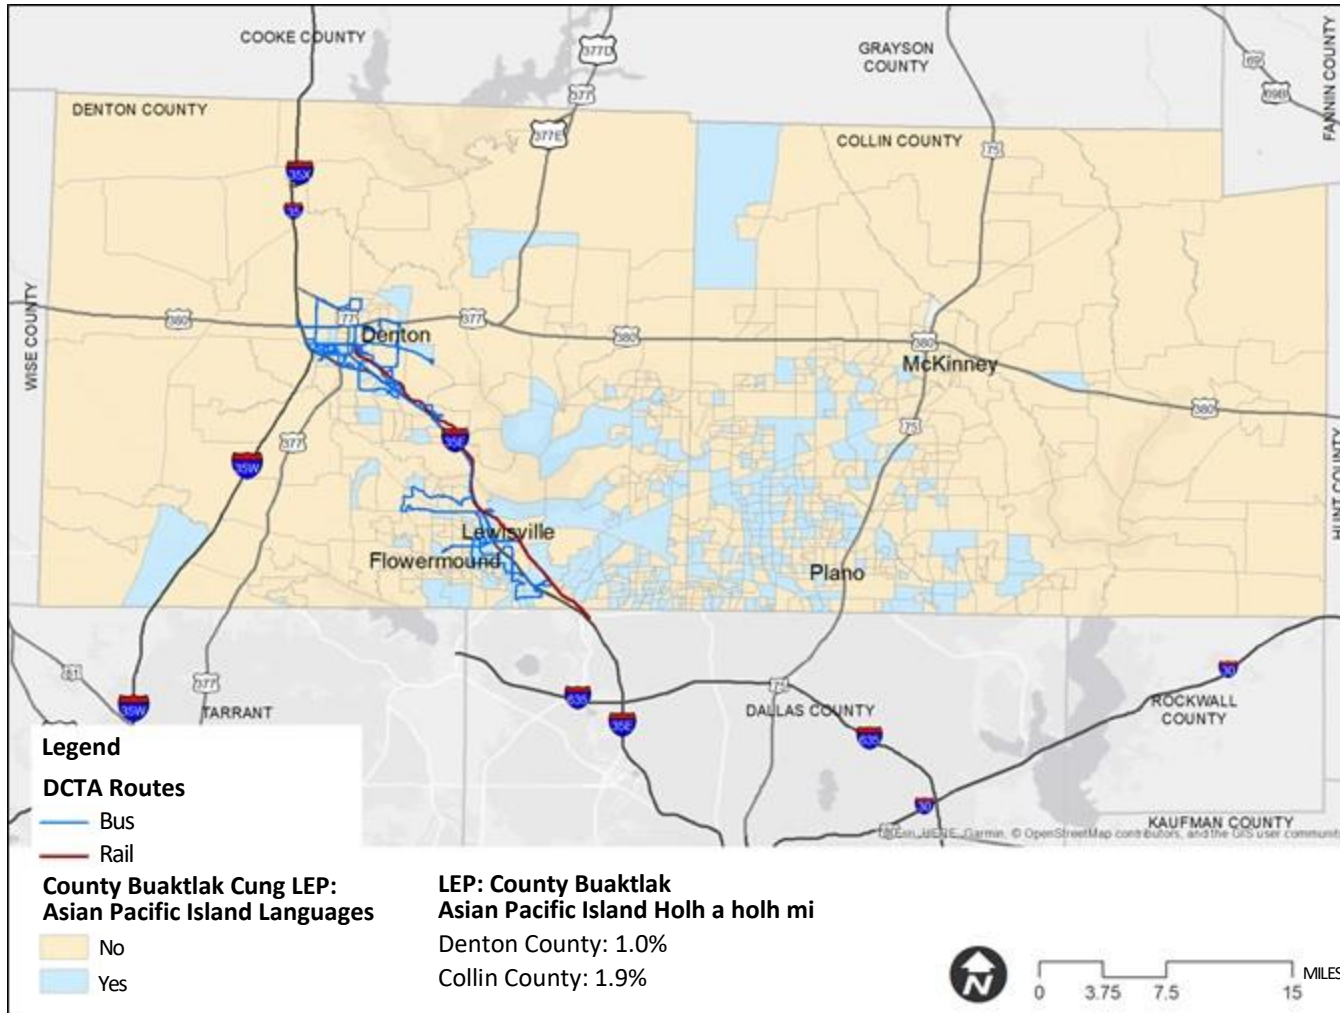 COOKE COUNTY
377D
GRAYSON
COUNTY
69
69B
FANNIN COUNTY
377
DENTON COUNTY
377E
COLLIN COUNTY
75
35X
35
WISE COUNTY
380
77
377
Denton
380
380
McKinney
380
377
35E
75
35W
HUNT COUNTY
Lewisville
Flowermound
Plano
81
377
35W
TARRANT
635
75
DALLAS COUNTY
35E
635
30
ROCKWALL
COUNTY
30
KAUFMAN COUNTY
Garmin, © OpenStreetMap contributors, and the GIS user communit
Legend
DCTA Routes
Bus
Rail
County Buaktlak Cung LEP:
Asian Pacific Island Languages
No
Yes
LEP: County Buaktlak
Asian Pacific Island Holh a holh mi
Denton County: 1.0%
Collin County: 1.9%
N
MILES
0 3.75 7.5 15